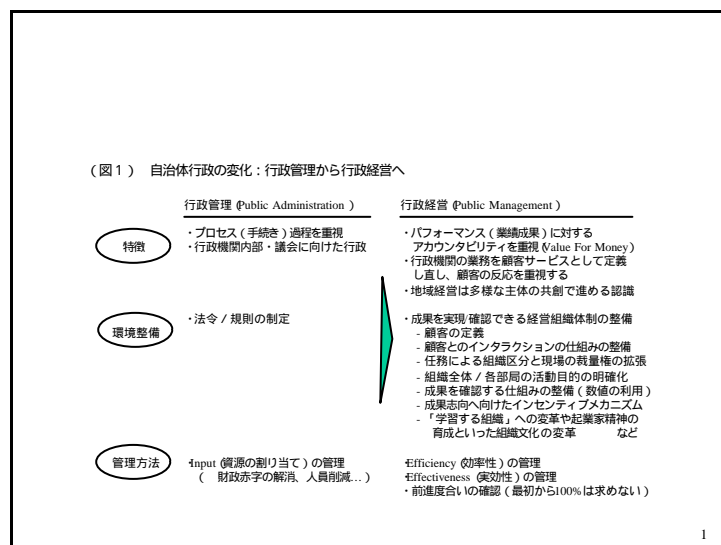 (図1) 自治体行政の変化:行政管理から行政経営へ
行政管理(Public Administration)
行政経営(Public Management)
特徴
・プロセス(手続き)過程を重視
・行政機関内部・議会に向けた行政
・パフォーマンス(業績成果)に対する
アカウンタビリティを重視(Value For Money)
・行政機関の業務を顧客サービスとして定義
し直し、顧客の反応を重視する
・地域経営は多様な主体の共創で進める認識
環境整備
・法令/規則の制定
・成果を実現/確認できる経営組織体制の整備
- 顧客の定義
- 顧客とのインタラクションの仕組みの整備
- 任務による組織区分と現場の裁量権の拡張
- 組織全体/各部局の活動目的の明確化
- 成果を確認する仕組みの整備(数値の利用)
- 成果志向へ向けたインセンティブメカニズム
- 「学習する組織」への変革や起業家精神の
育成といった組織文化の変革 など
管理方法
・Input(資源の割り当て)の管理
( 財政赤字の解消、人員削減…)
・Efficiency(効率性)の管理
・Effectiveness(実効性)の管理
・前進度合いの確認(最初から100%は求めない)
1